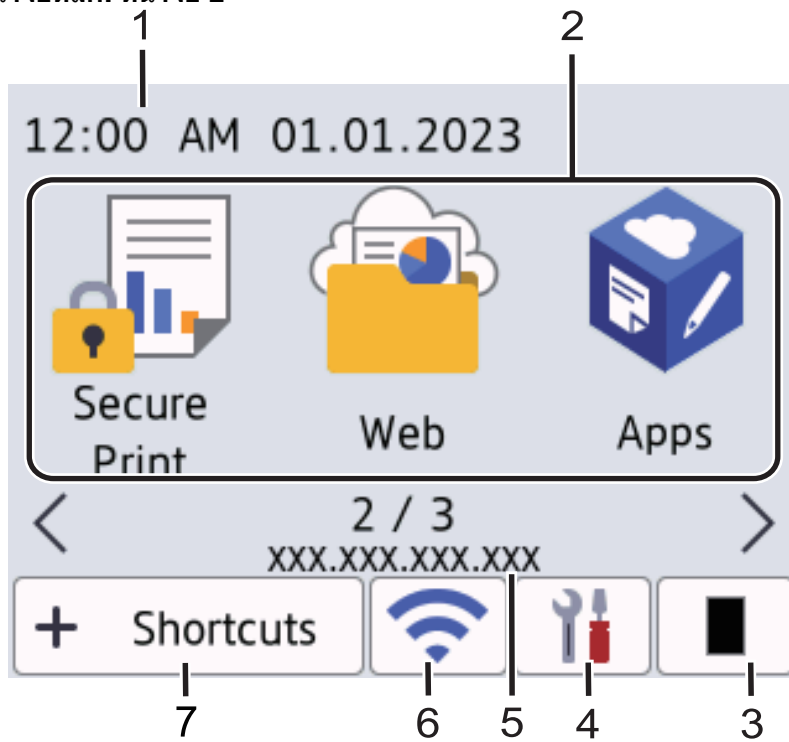 1
2
12:00 AM 01.01.2023
Secure
Print
Web
Apps
2 / 3
XXX.XXX.XXX.XXX
+ Shortcuts
7
6
5
4
3